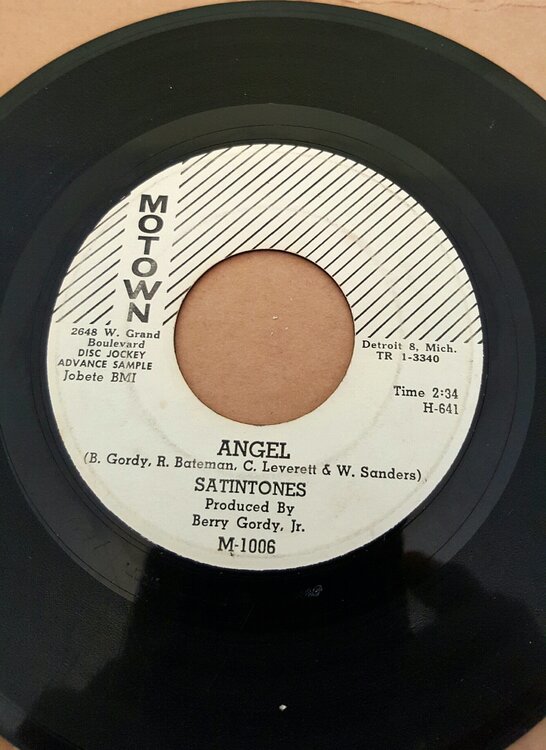 MOTOWN
2648 W. Grand
Boulevard
DISC JOCKEY
ADVANCE SAMPLE
Jobete BMI
Detroit 8, Mich.
TR 1-3340
Time 2:34
H-641
ANGEL
(B. Gordy, R. Bateman, C. Leverett & W. Sanders)
SATINTONES
Produced By
Berry Gordy, Jr.
M-1006